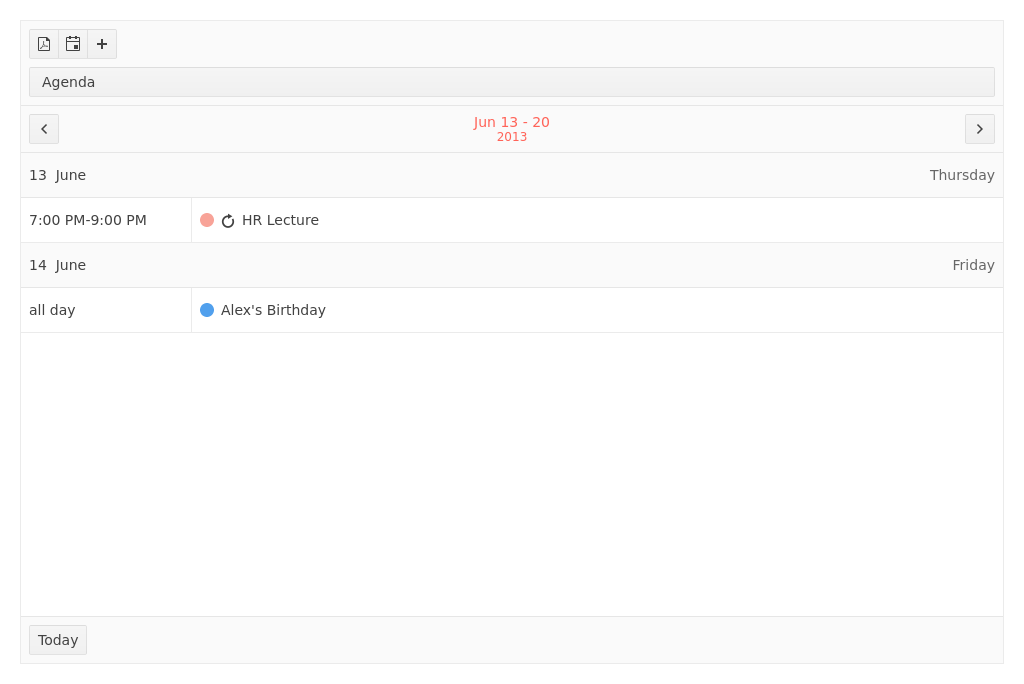 Agenda
Jun 13 - 20
2013
13 June Thursday
7:00 PM-9:00 PM HR Lecture
14 June Friday
all day Alex's Birthday
Today